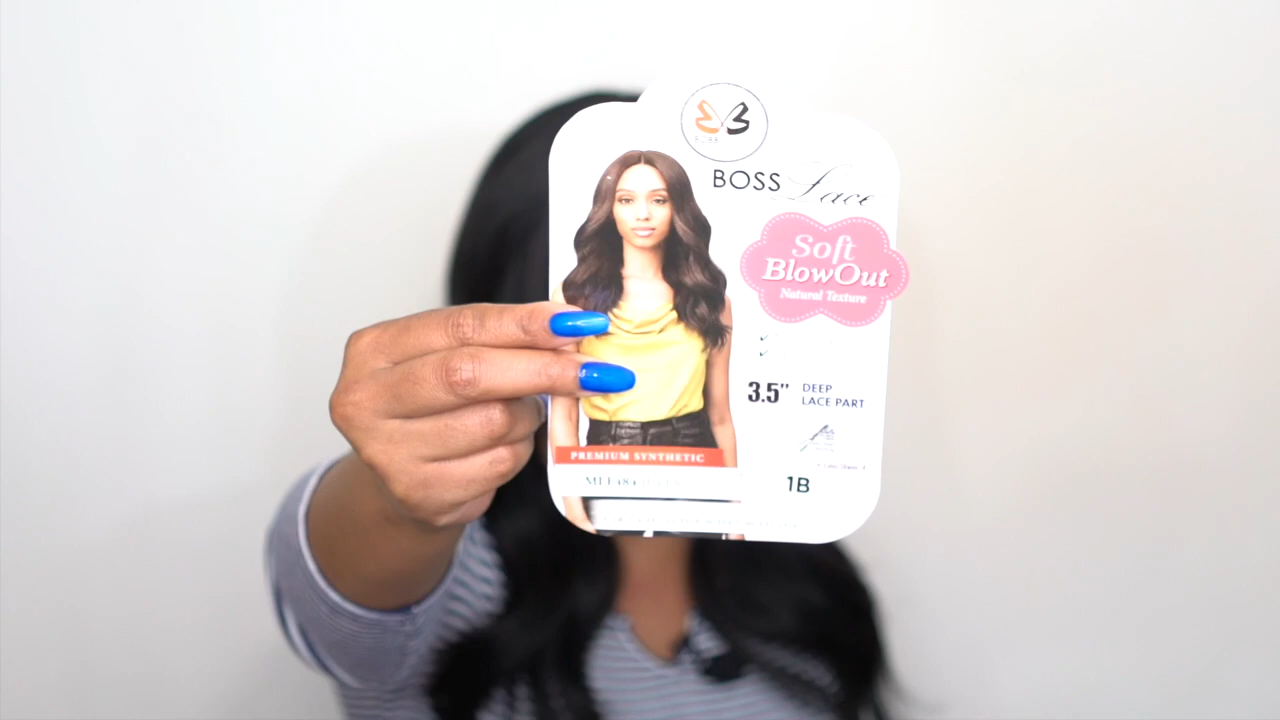 BOSS Lace
Soft
BlowOut
Natural Texture
3.5" DEEP
LACE PART
PREMIUM SYNTHETIC
1B